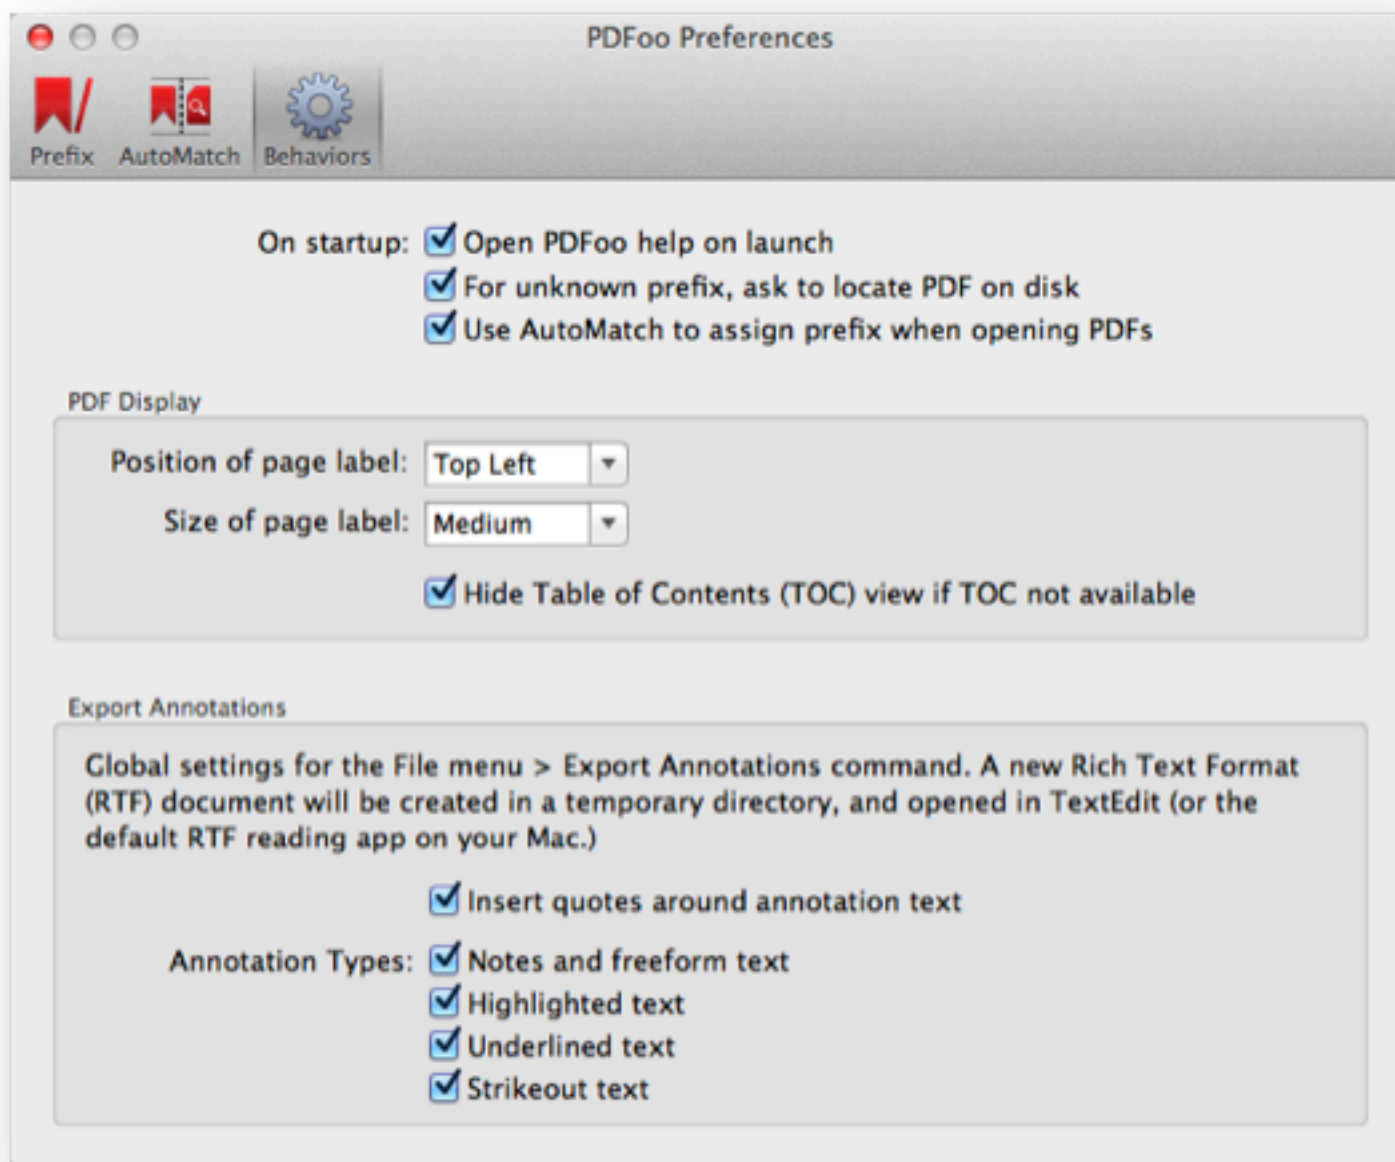 PDFoo Preferences
Prefix AutoMatch Behaviors
On startup: Open PDFoo help on launch
For unknown prefix, ask to locate PDF on disk
Use AutoMatch to assign prefix when opening PDFs
PDF Display
Position of page label: Top Left
Size of page label: Medium
Hide Table of Contents (TOC) view if TOC not available
Export Annotations
Global settings for the File menu > Export Annotations command. A new Rich Text Format
(RTF) document will be created in a temporary directory, and opened in TextEdit (or the
default RTF reading app on your Mac.)
Insert quotes around annotation text
Annotation Types: Notes and freeform text
Highlighted text
Underlined text
Strikeout text